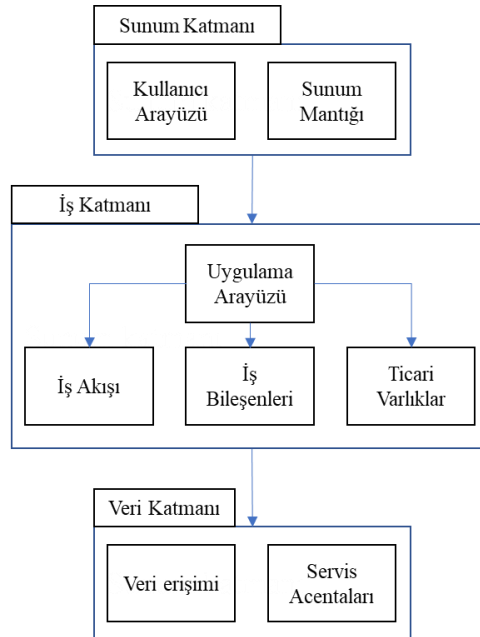 Sunum Katmanı
Kullanıcı
Arayüzü
Sunum
Mantığı
İş Katmanı
Uygulama
Arayüzü
İş Akışı
İş
Bileşenleri
Ticari
Varlıklar
Veri Katmanı
Veri erişimi
Servis
Acentaları